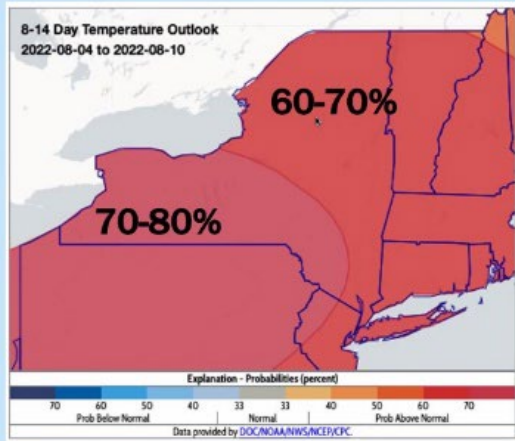 8-14 Day Temperature Outlook
2022-08-04 to 2022-08-10
60-70%
70-80%
Explanation - Probabilities (percent)
70 60 50 40 33 33 40 50 60 70
Prob Below Normal Normal Prob Above Normal
Data provided by DOC/NOAA/NWS/NCEP/CPC.